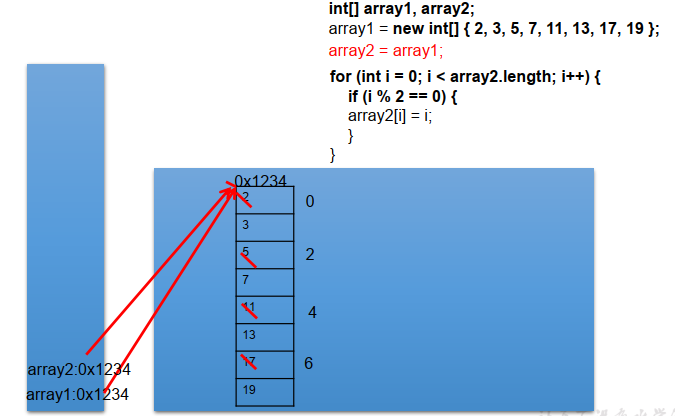 int[] array1, array2;
array1 = new int[] { 2, 3, 5, 7, 11, 13, 17, 19 };
array2 = array1;
for (int i = 0; i < array2.length; i++) {
if (i % 2 == 0) {
array2[i] = i;
}
}
0x1234
2 0
3
5 2
7
11 4
13
17 6
19
array2:0x1234
array1:0x1234